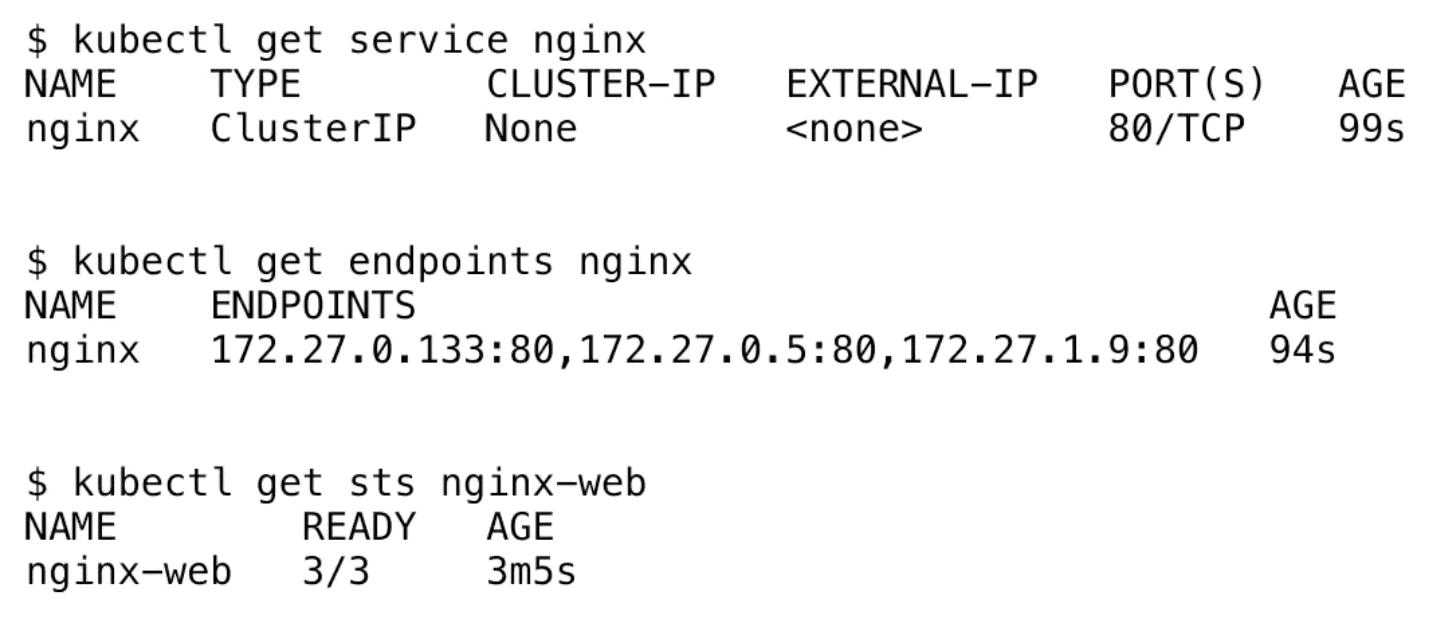 $ kubectl get service nginx
NAME    TYPE        CLUSTER-IP   EXTERNAL-IP   PORT(S)   AGE
nginx   ClusterIP   None         <none>        80/TCP    99s
$ kubectl get endpoints nginx
NAME    ENDPOINTS                                     AGE
nginx   172.27.0.133:80,172.27.0.5:80,172.27.1.9:80   94s
$ kubectl get sts nginx-web
NAME        READY   AGE
nginx-web   3/3     3m5s